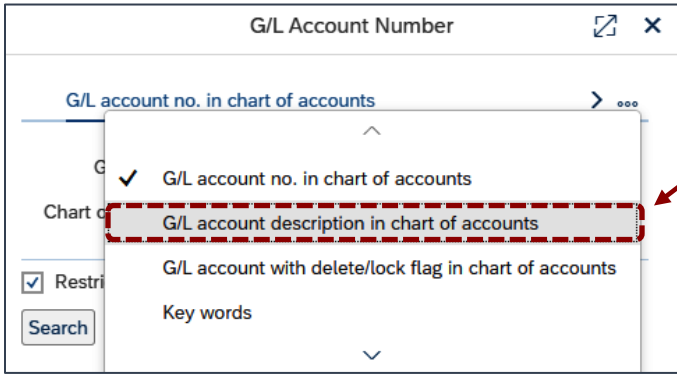 G/L Account Number
G/L account no. in chart of accounts
G/L account no. in chart of accounts
Chart
G/L account description in chart of accounts
G/L account with delete/lock flag in chart of accounts
Key words
Search